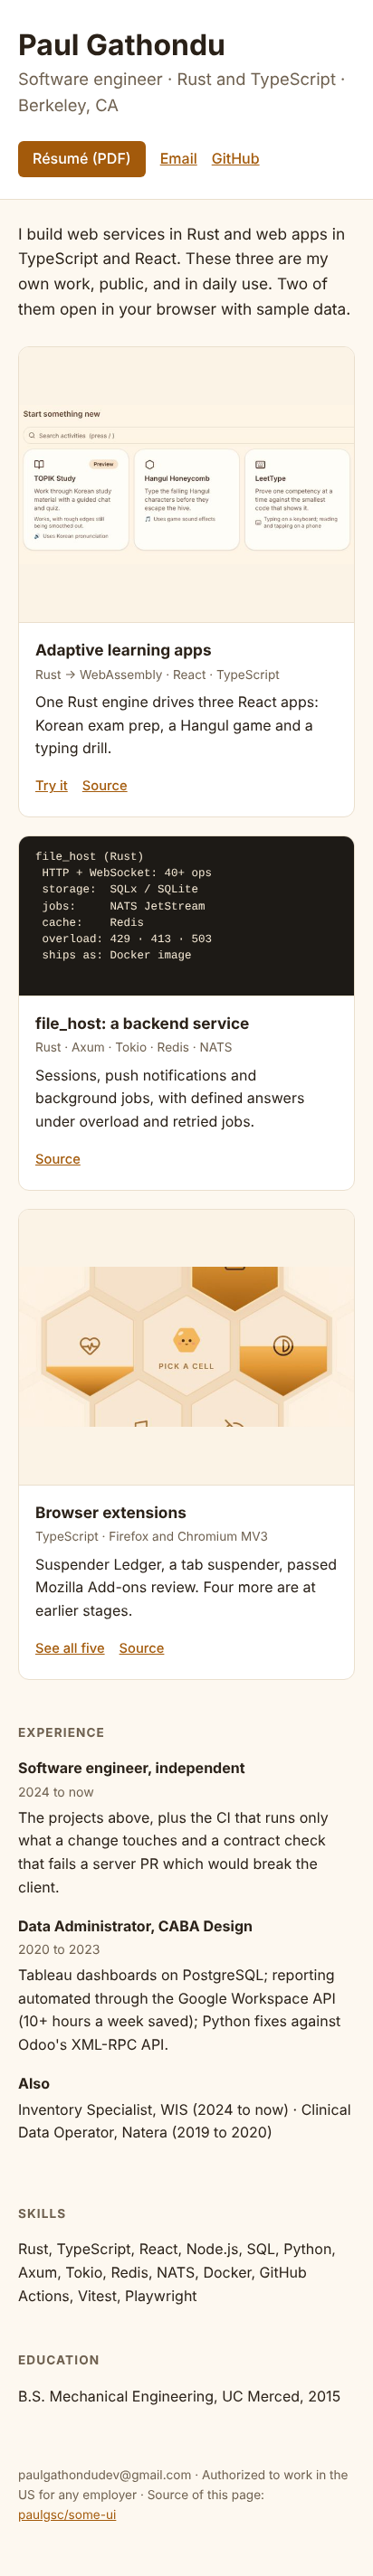 Paul Gathondu
Software engineer · Rust and TypeScript ·
Berkeley, CA
Résumé (PDF) Email GitHub
I build web services in Rust and web apps in
TypeScript and React. These three are my
own work, public, and in daily use. Two of
them open in your browser with sample data.
Start something new
Search activities (press / )
Preview
TOPIK Study
Work through Korean study
material with a guided chat
and quiz.
Works, with rough edges still
being smoothed out.
Uses Korean pronunciation
Hangul Honeycomb
Type the falling Hangul
characters before they
escape the hive.
Uses game sound effects
LeetType
Prove one competency at a
time against the smallest
code that shows it.
Typing on a keyboard; reading
and tapping on a phone
Adaptive learning apps
Rust → WebAssembly · React · TypeScript
One Rust engine drives three React apps:
Korean exam prep, a Hangul game and a
typing drill.
Try it Source
file_host (Rust)
HTTP + WebSocket: 40+ ops
storage: SQLx / SQLite
jobs: NATS JetStream
cache: Redis
overload: 429 · 413 · 503
ships as: Docker image
file_host: a backend service
Rust · Axum · Tokio · Redis · NATS
Sessions, push notifications and
background jobs, with defined answers
under overload and retried jobs.
Source
PICK A CELL
Browser extensions
TypeScript · Firefox and Chromium MV3
Suspender Ledger, a tab suspender, passed
Mozilla Add-ons review. Four more are at
earlier stages.
See all five Source
EXPERIENCE
Software engineer, independent
2024 to now
The projects above, plus the CI that runs only
what a change touches and a contract check
that fails a server PR which would break the
client.
Data Administrator, CABA Design
2020 to 2023
Tableau dashboards on PostgreSQL; reporting
automated through the Google Workspace API
(10+ hours a week saved); Python fixes against
Odoo's XML-RPC API.
Also
Inventory Specialist, WIS (2024 to now) · Clinical
Data Operator, Natera (2019 to 2020)
SKILLS
Rust, TypeScript, React, Node.js, SQL, Python,
Axum, Tokio, Redis, NATS, Docker, GitHub
Actions, Vitest, Playwright
EDUCATION
B.S. Mechanical Engineering, UC Merced, 2015
paulgathondudev@gmail.com · Authorized to work in the
US for any employer · Source of this page:
paulgsc/some-ui